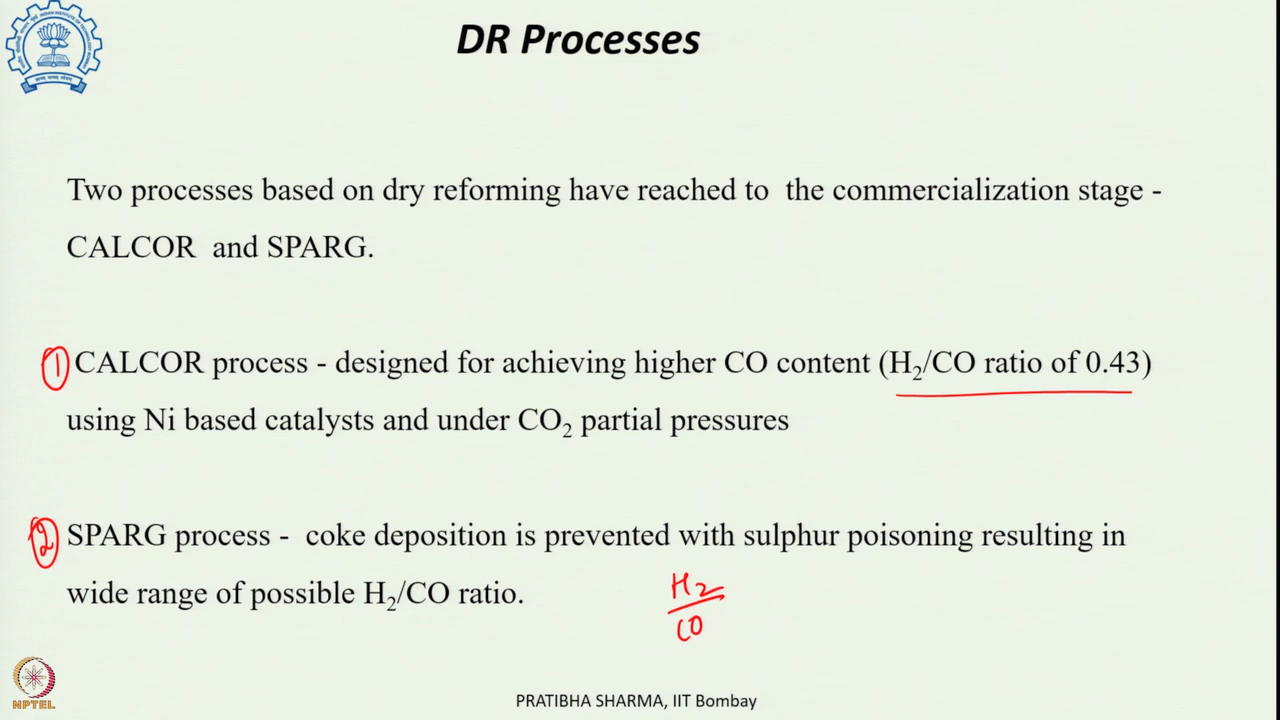 DR Processes
Two processes based on dry reforming have reached to the commercialization stage -
CALCOR and SPARG.
① CALCOR process - designed for achieving higher CO content (H₂/CO ratio of 0.43)
using Ni based catalysts and under CO₂ partial pressures
② SPARG process - coke deposition is prevented with sulphur poisoning resulting in
wide range of possible H₂/CO ratio.
H₂
CO
NPTEL
PRATIBHA SHARMA, IIT Bombay